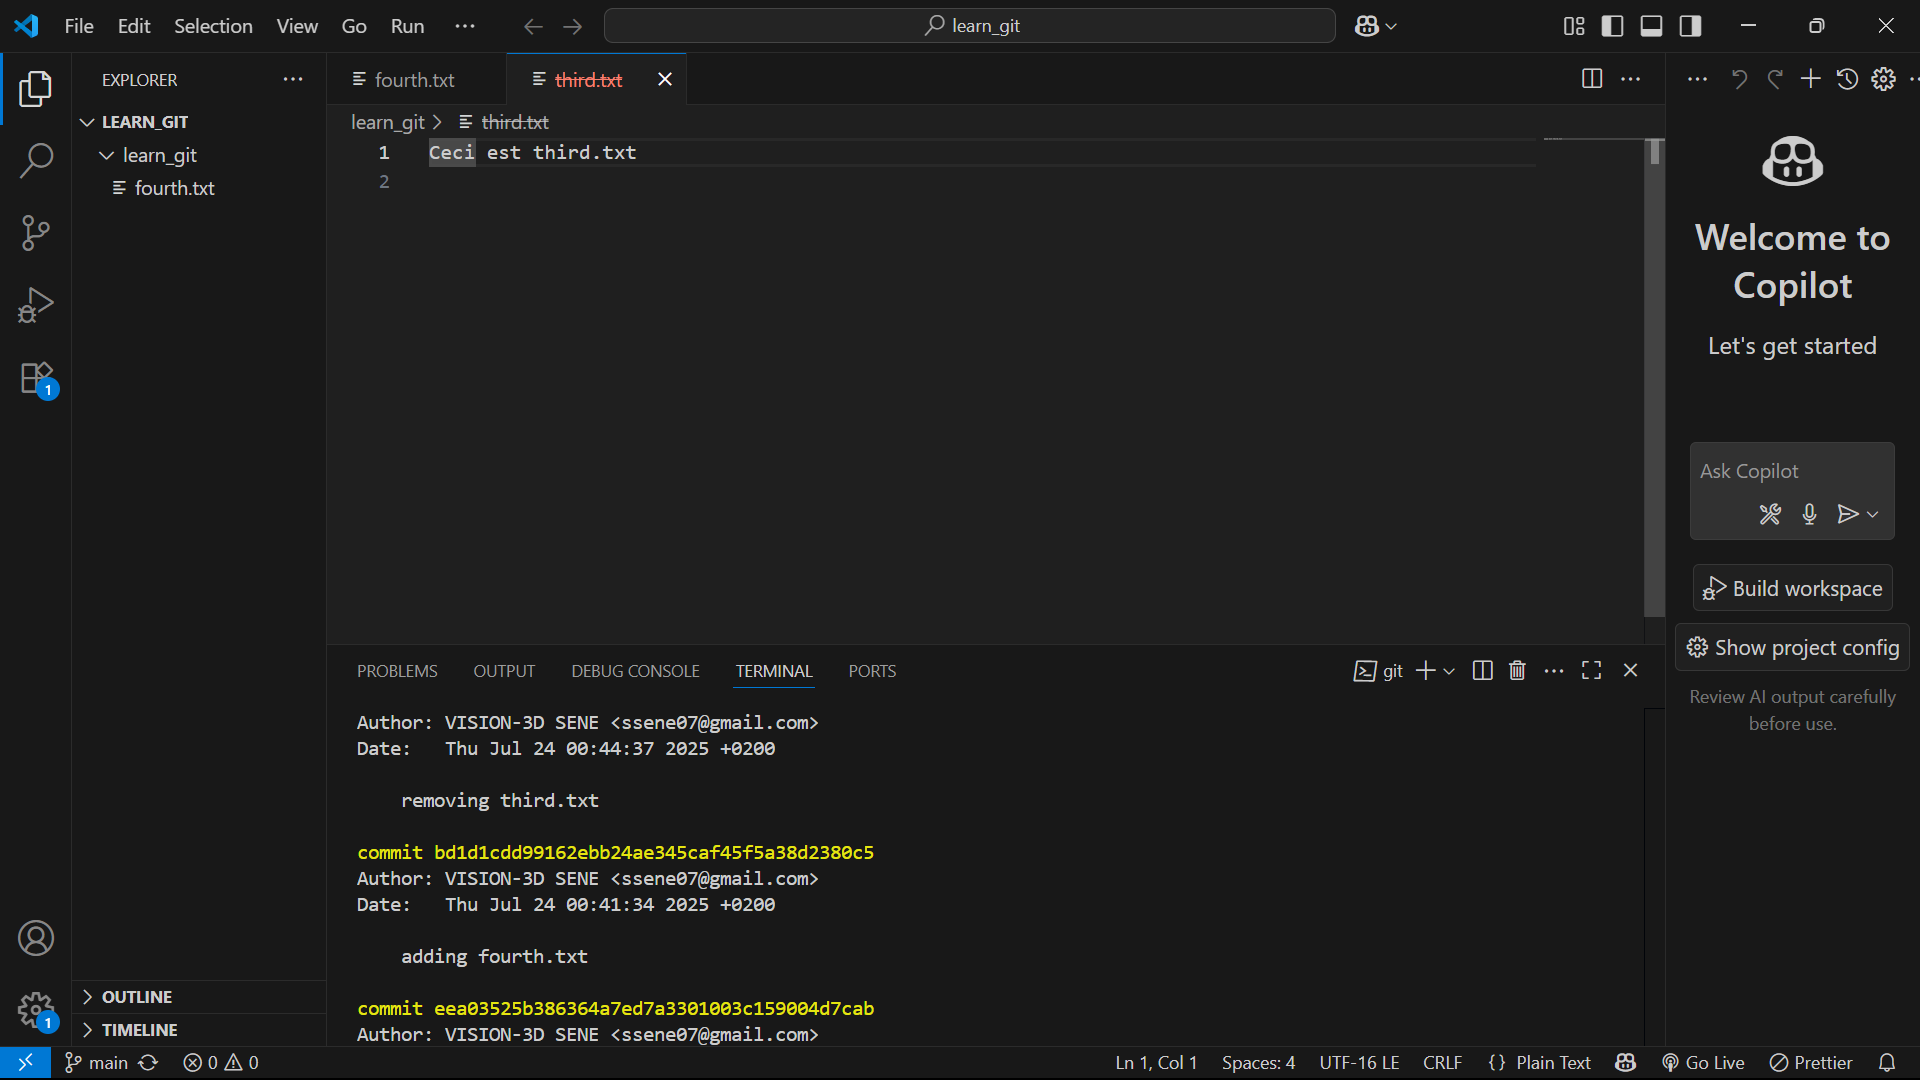 File Edit Selection View Go Run ··· learn_git
EXPLORER ···
LEARN_GIT
learn_git
fourth.txt
OUTLINE
TIMELINE
fourth.txt third.txt
learn_git > third.txt
1 Ceci est third.txt
2
PROBLEMS OUTPUT DEBUG CONSOLE TERMINAL PORTS git
Author: VISION-3D SENE <ssene07@gmail.com>
Date: Thu Jul 24 00:44:37 2025 +0200
removing third.txt
commit bd1d1cdd99162ebb24ae345caf45f5a38d2380c5
Author: VISION-3D SENE <ssene07@gmail.com>
Date: Thu Jul 24 00:41:34 2025 +0200
adding fourth.txt
commit eea03525b386364a7ed7a3301003c159004d7cab
Author: VISION-3D SENE <ssene07@gmail.com>
Welcome to
Copilot
Let's get started
Ask Copilot
Build workspace
Show project config
Review AI output carefully
before use.
1
1
main 0 0 Ln 1, Col 1 Spaces: 4 UTF-16 LE CRLF {} Plain Text Go Live Prettier